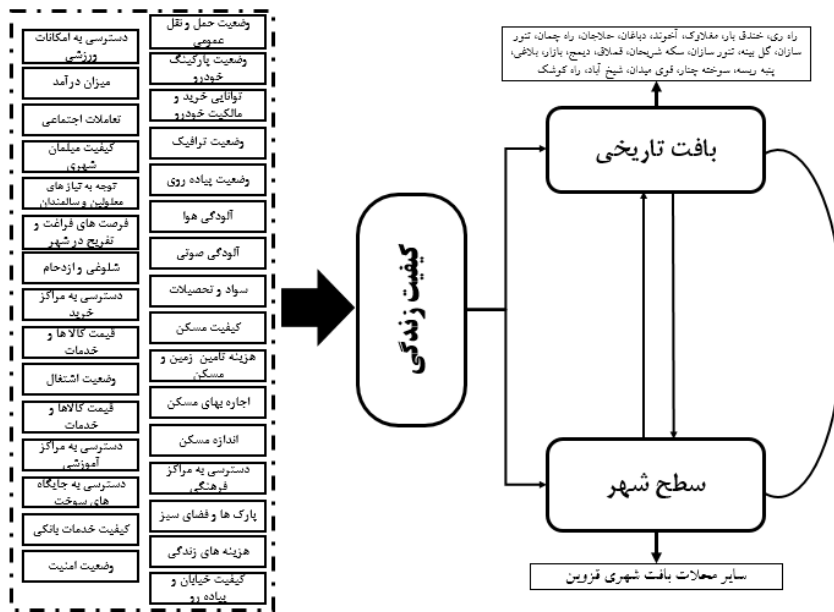 وضعیت حمل و نقل
عمومی
وضعیت پارکینگ
خودرو
توانایی خرید و
مالکیت خودرو
وضعیت ترافیک
وضعیت پیاده روی
آلودگی هوا
آلودگی صوتی
سواد و تحصیلات
کیفیت مسکن
هزینه تامین زمین و
مسکن
اجاره بهای مسکن
اندازه مسکن
دسترسی به مراکز
فرهنگی
پارک ها و فضای سبز
هزینه های زندگی
کیفیت خیابان و
پیاده رو
دسترسی به امکانات
ورزشی
میزان درآمد
تعاملات اجتماعی
کیفیت مبلمان
شهری
توجه به نیاز های
معلولین و سالمندان
فرصت های فراغت و
تفریح در شهر
شلوغی و ازدحام
دسترسی به مراکز
خرید
قیمت کالا ها و
خدمات
وضعیت اشتغال
قیمت کالاها و
خدمات
دسترسی به مراکز
آموزشی
دسترسی به جایگاه
های سوخت
کیفیت خدمات بانکی
وضعیت امنیت
کیفیت زندگی
راه ری، خندق بار، مغلاوک، آخوند، دباغان، حلاجان، راه چمان، تنور
سازان، گل بینه، تنور سازان، سکه شریحان، قملاق، دیمج، بازار، بلاغی،
پنبه ریسه، سوخته چنار، قوی میدان، شیخ آباد، راه کوشک
بافت تاریخی
سطح شهر
سایر محلات بافت شهری قزوین